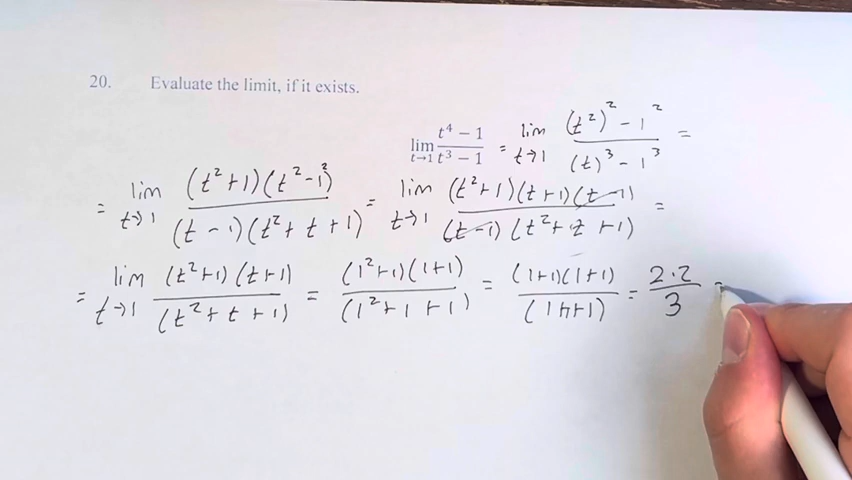 20. Evaluate the limit, if it exists.
lim t→1 (t⁴ − 1)/(t³ − 1) = lim t→1 ((t²)² − 1²)/((t)³ − 1³) =
= lim t→1 ((t²+1)(t²−1²))/((t−1)(t²+t+1)) = lim t→1 ((t²+1)(t+1)(t−1))/((t−1)(t²+t+1)) =
= lim t→1 ((t²+1)(t+1))/((t²+t+1)) = ((1²+1)(1+1))/((1²+1+1)) = ((1+1)(1+1))/((1+1+1)) = (2·2)/3 =